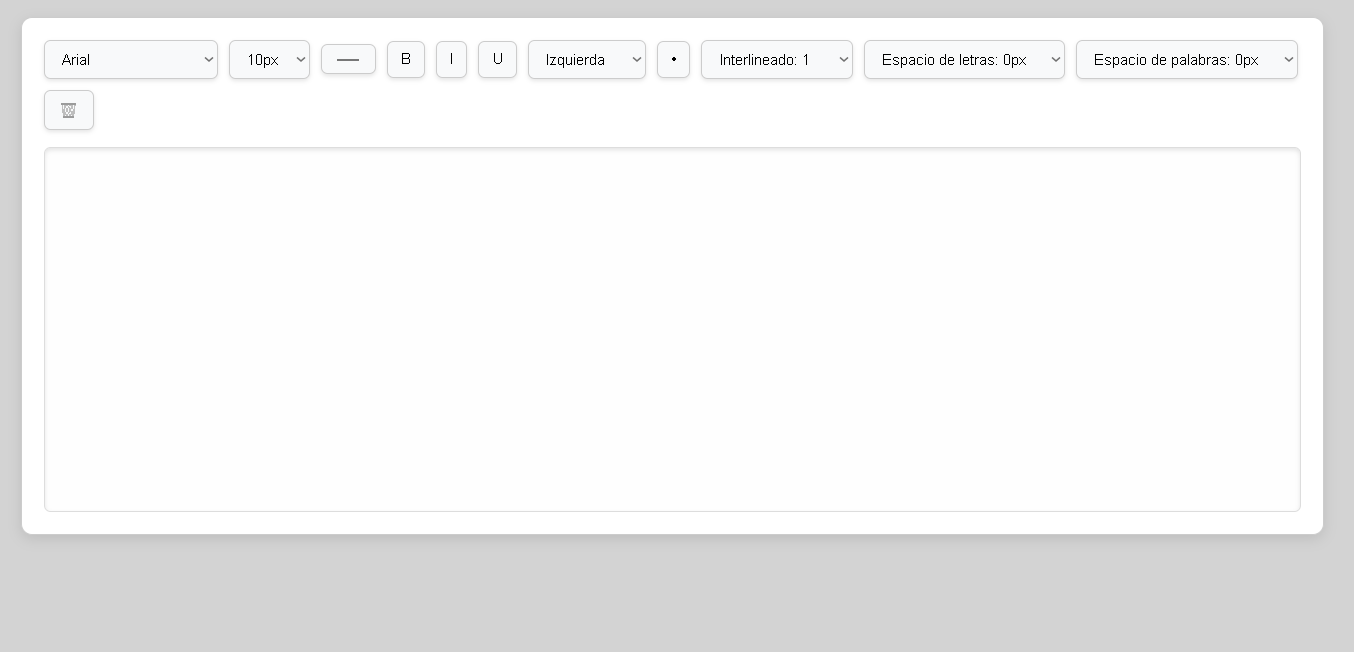 Arial 10px B I U Izquierda • Interlineado: 1 Espacio de letras: 0px Espacio de palabras: 0px